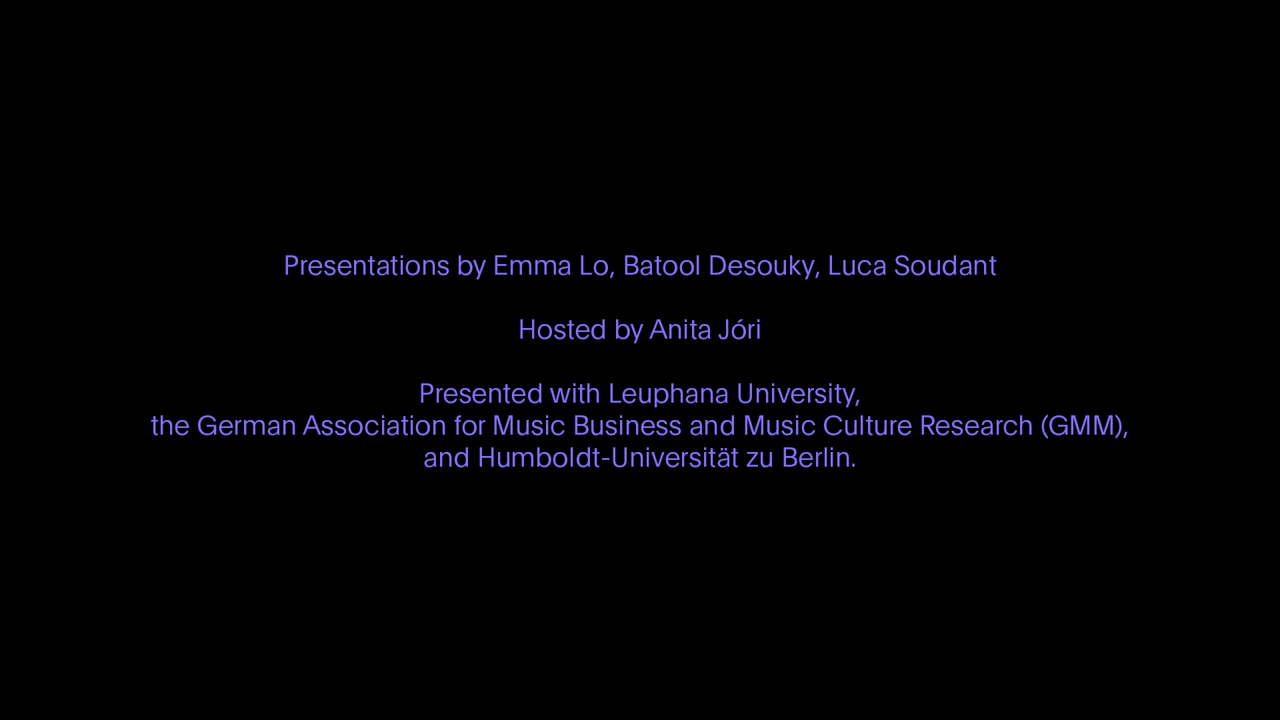 Presentations by Emma Lo, Batool Desouky, Luca Soudant
Hosted by Anita Jóri
Presented with Leuphana University,
the German Association for Music Business and Music Culture Research (GMM),
and Humboldt-Universität zu Berlin.